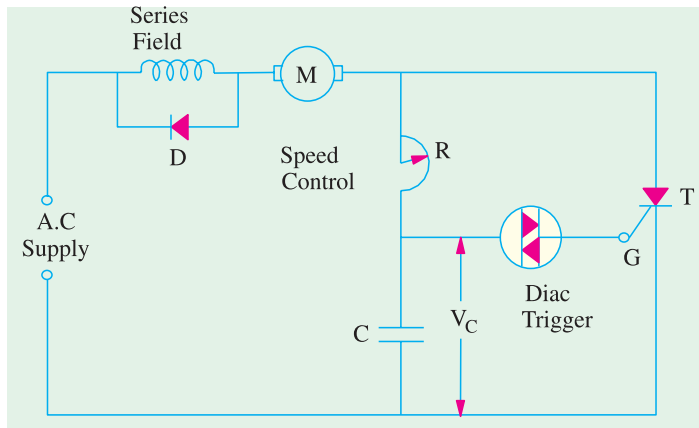 Series
Field
M
D
Speed
Control
R
A.C
Supply
T
G
Diac
Trigger
C
VC